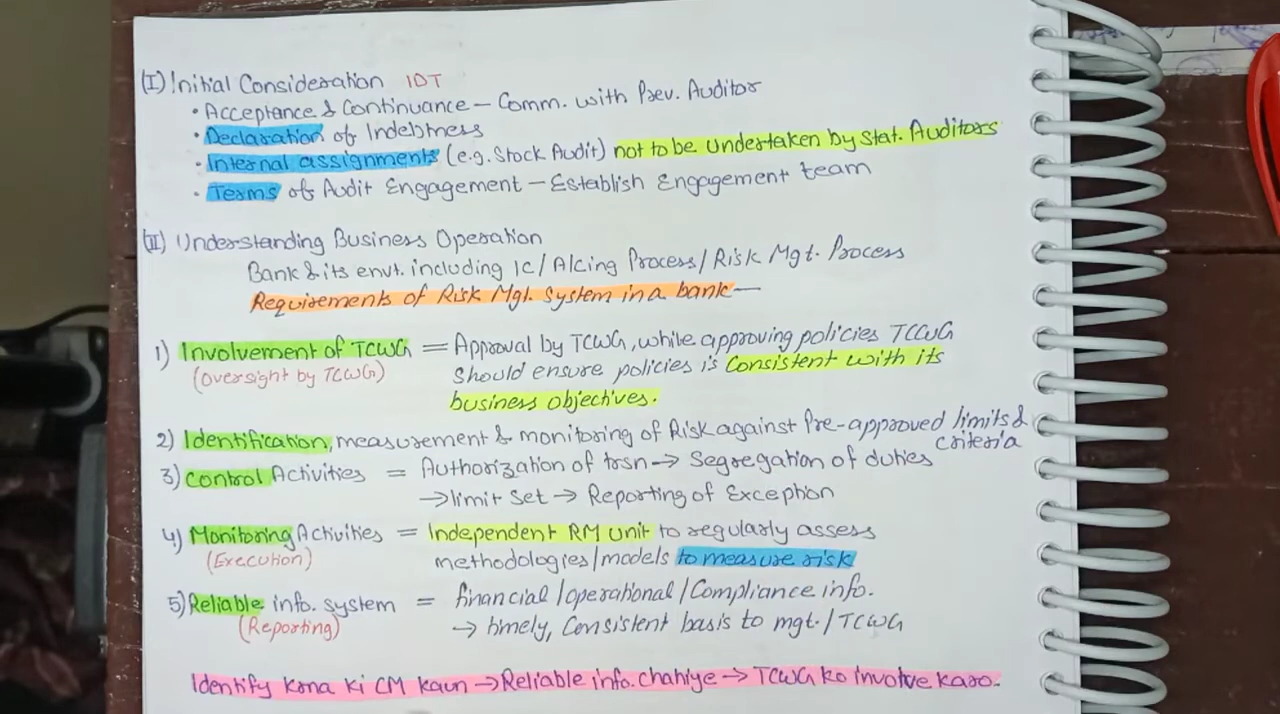 (I) Initial Consideration IDT
• Acceptance & Continuance – Comm. with Prev. Auditor
• Declaration of Indebtness
• Internal assignments (e.g. Stock Audit) not to be undertaken by Stat. Auditors
• Terms of Audit Engagement – Establish Engagement team
(II) Understanding Business Operation
Bank & its envt. including IC/ A/cing Process/ Risk Mgt. Process
Requirements of Risk Mgt. System in a bank –
1) Involvement of TCWG = Approval by TCWG, while approving policies TCWG
(Oversight by TCWG) should ensure policies is Consistent with its
business objectives.
2) Identification, measurement & monitoring of Risk against Pre-approved limits &
criteria
3) Control Activities = Authorization of trsn → Segregation of duties
→ limit set → Reporting of Exception
4) Monitoring Activities = Independent RM unit to regularly assess
(Execution) methodologies/models to measure risk
5) Reliable info. system = financial/operational/Compliance info.
(Reporting) → timely, Consistent basis to mgt./TCWG
Identify krna ki CM kaun → Reliable info. chahiye → TCWG ko involve karo.